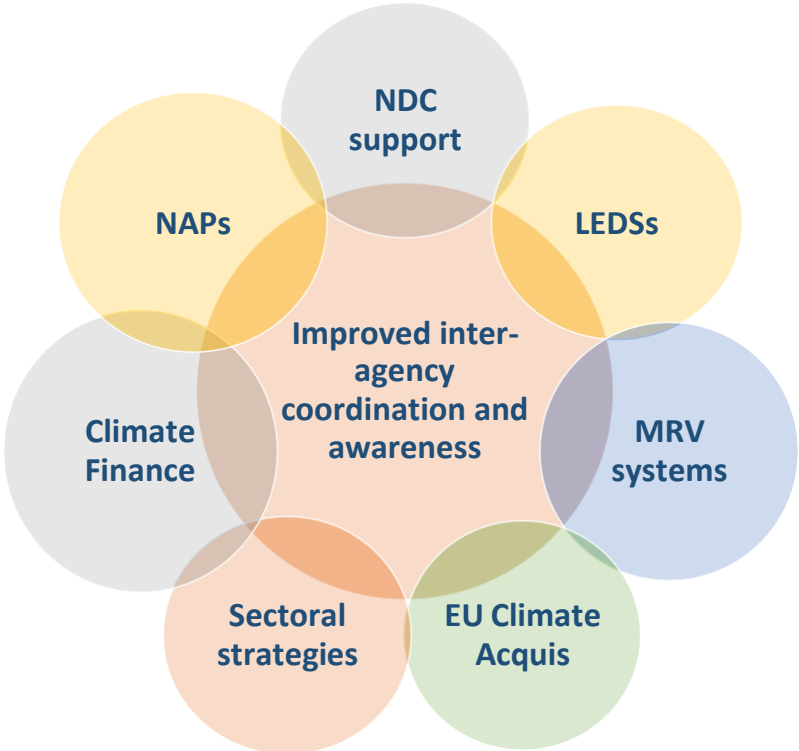 NDC
support
NAPs
LEDSs
Improved inter-
agency
coordination and
awareness
Climate
Finance
MRV
systems
Sectoral
strategies
EU Climate
Acquis